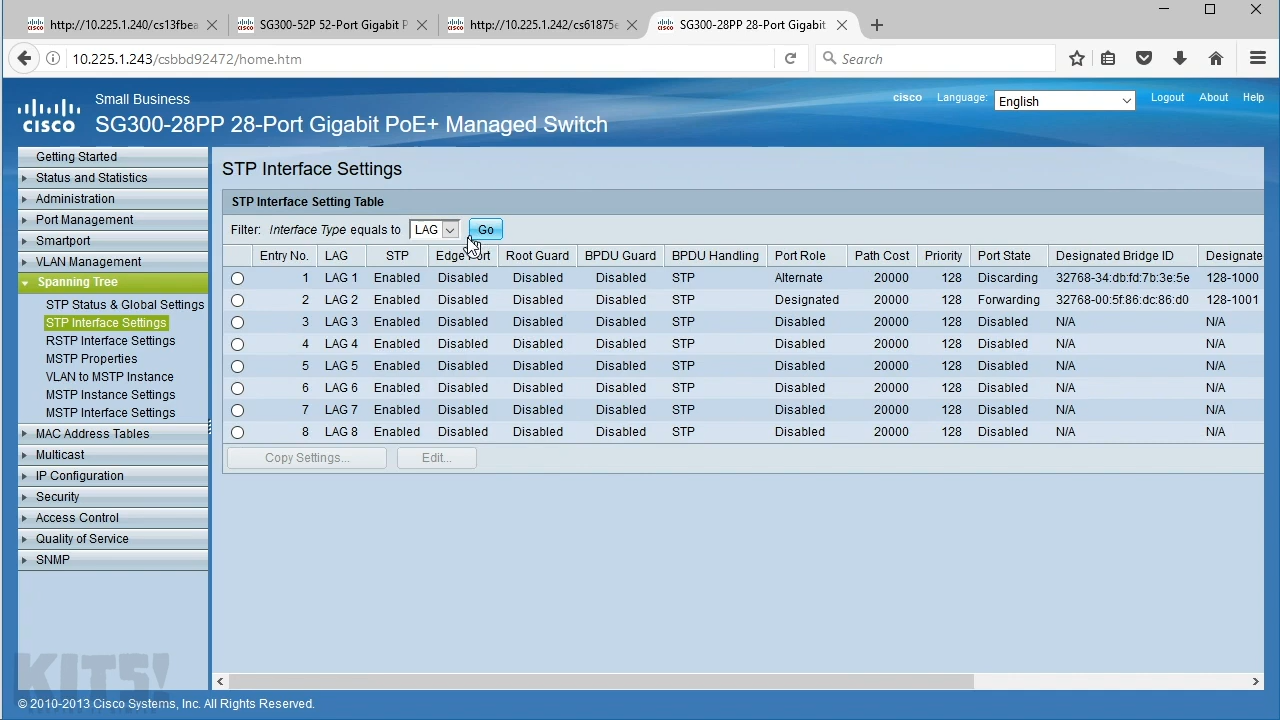 http://10.225.1.240/cs13fbea
SG300-52P 52-Port Gigabit P
http://10.225.1.242/cs61875e
SG300-28PP 28-Port Gigabit
10.225.1.243/csbbd92472/home.htm
Search
Small Business
cisco Language: English Logout About Help
CISCO SG300-28PP 28-Port Gigabit PoE+ Managed Switch
Getting Started
Status and Statistics
Administration
Port Management
Smartport
VLAN Management
Spanning Tree
STP Status & Global Settings
STP Interface Settings
RSTP Interface Settings
MSTP Properties
VLAN to MSTP Instance
MSTP Instance Settings
MSTP Interface Settings
MAC Address Tables
Multicast
IP Configuration
Security
Access Control
Quality of Service
SNMP
STP Interface Settings
STP Interface Setting Table
Filter: Interface Type equals to LAG Go
Entry No. LAG STP Edge Port Root Guard BPDU Guard BPDU Handling Port Role Path Cost Priority Port State Designated Bridge ID Designate
1 LAG 1 Enabled Disabled Disabled Disabled STP Alternate 20000 128 Discarding 32768-34:db:fd:7b:3e:5e 128-1000
2 LAG 2 Enabled Disabled Disabled Disabled STP Designated 20000 128 Forwarding 32768-00:5f:86:dc:86:d0 128-1001
3 LAG 3 Enabled Disabled Disabled Disabled STP Disabled 20000 128 Disabled N/A N/A
4 LAG 4 Enabled Disabled Disabled Disabled STP Disabled 20000 128 Disabled N/A N/A
5 LAG 5 Enabled Disabled Disabled Disabled STP Disabled 20000 128 Disabled N/A N/A
6 LAG 6 Enabled Disabled Disabled Disabled STP Disabled 20000 128 Disabled N/A N/A
7 LAG 7 Enabled Disabled Disabled Disabled STP Disabled 20000 128 Disabled N/A N/A
8 LAG 8 Enabled Disabled Disabled Disabled STP Disabled 20000 128 Disabled N/A N/A
Copy Settings... Edit...
KITS!
© 2010-2013 Cisco Systems, Inc. All Rights Reserved.